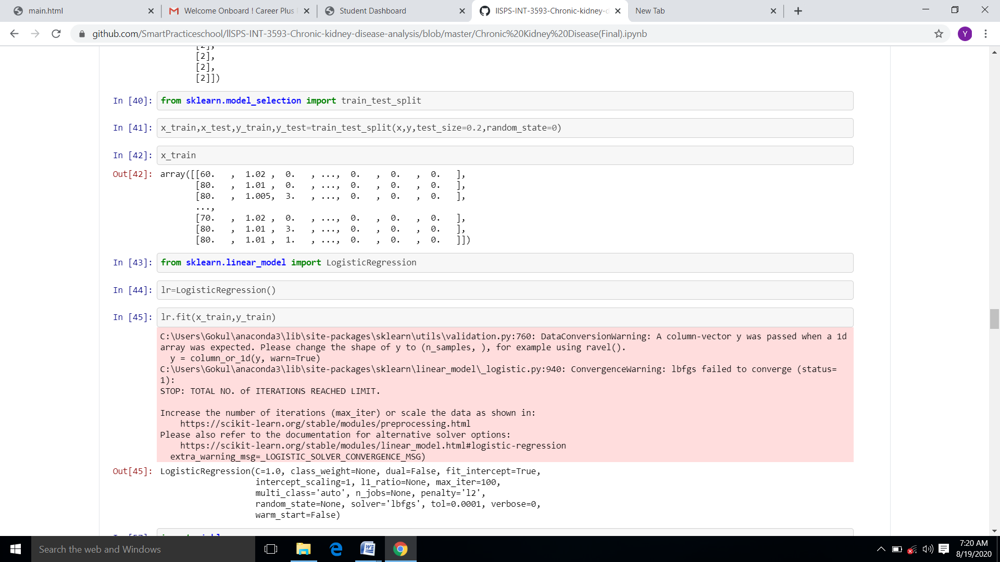 main.html
Welcome Onboard ! Career Plus
Student Dashboard
llSPS-INT-3593-Chronic-kidney-d
New Tab
github.com/SmartPracticeschool/llSPS-INT-3593-Chronic-kidney-disease-analysis/blob/master/Chronic%20Kidney%20Disease(Final).ipynb
Y
[2],
[2],
[2],
[2]])
In [40]: from sklearn.model_selection import train_test_split
In [41]: x_train,x_test,y_train,y_test=train_test_split(x,y,test_size=0.2,random_state=0)
In [42]: x_train
Out[42]: array([[60.   ,  1.02 ,  0.   , ...,  0.   ,  0.   ,  0.   ],
[80.   ,  1.01 ,  0.   , ...,  0.   ,  0.   ,  0.   ],
[80.   ,  1.005,  3.   , ...,  0.   ,  0.   ,  0.   ],
...,
[70.   ,  1.02 ,  0.   , ...,  0.   ,  0.   ,  0.   ],
[80.   ,  1.01 ,  3.   , ...,  0.   ,  0.   ,  0.   ],
[80.   ,  1.01 ,  1.   , ...,  0.   ,  0.   ,  0.   ]])
In [43]: from sklearn.linear_model import LogisticRegression
In [44]: lr=LogisticRegression()
In [45]: lr.fit(x_train,y_train)
C:\Users\Gokul\anaconda3\lib\site-packages\sklearn\utils\validation.py:760: DataConversionWarning: A column-vector y was passed when a 1d
array was expected. Please change the shape of y to (n_samples, ), for example using ravel().
y = column_or_1d(y, warn=True)
C:\Users\Gokul\anaconda3\lib\site-packages\sklearn\linear_model\_logistic.py:940: ConvergenceWarning: lbfgs failed to converge (status=
1):
STOP: TOTAL NO. of ITERATIONS REACHED LIMIT.
Increase the number of iterations (max_iter) or scale the data as shown in:
https://scikit-learn.org/stable/modules/preprocessing.html
Please also refer to the documentation for alternative solver options:
https://scikit-learn.org/stable/modules/linear_model.html#logistic-regression
extra_warning_msg=_LOGISTIC_SOLVER_CONVERGENCE_MSG)
Out[45]: LogisticRegression(C=1.0, class_weight=None, dual=False, fit_intercept=True,
intercept_scaling=1, l1_ratio=None, max_iter=100,
multi_class='auto', n_jobs=None, penalty='l2',
random_state=None, solver='lbfgs', tol=0.0001, verbose=0,
warm_start=False)
Search the web and Windows
7:20 AM
8/19/2020